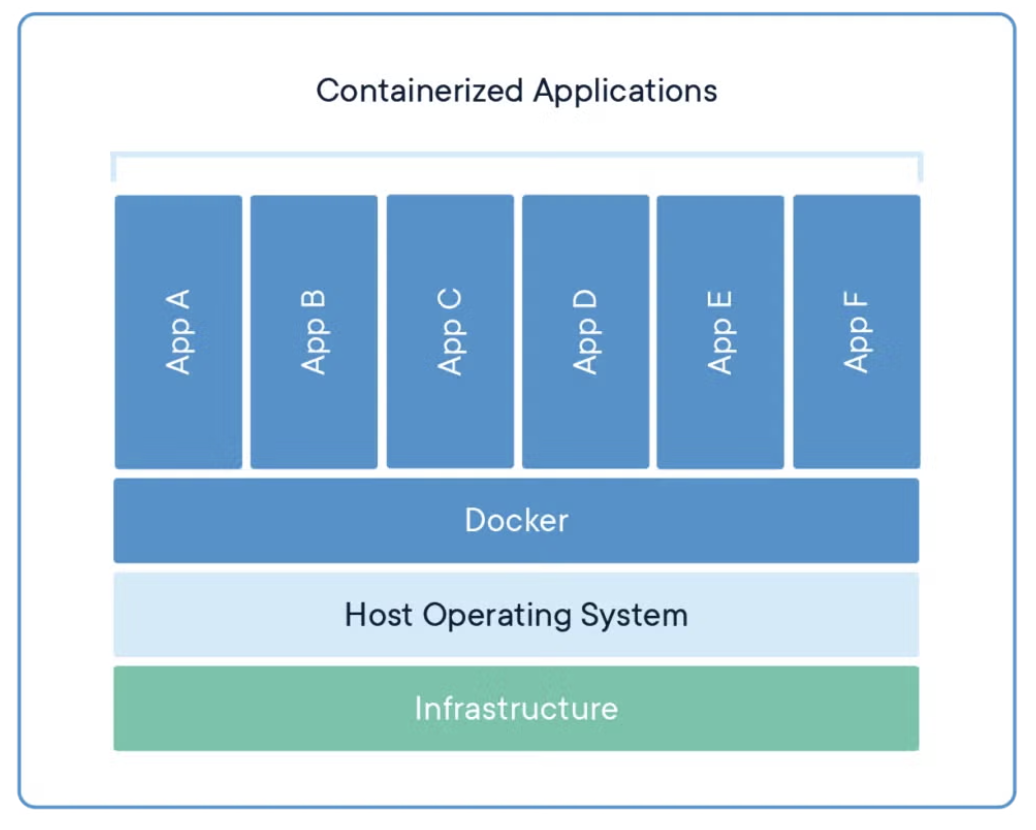 Containerized Applications
App A
App B
App C
App D
App E
App F
Docker
Host Operating System
Infrastructure